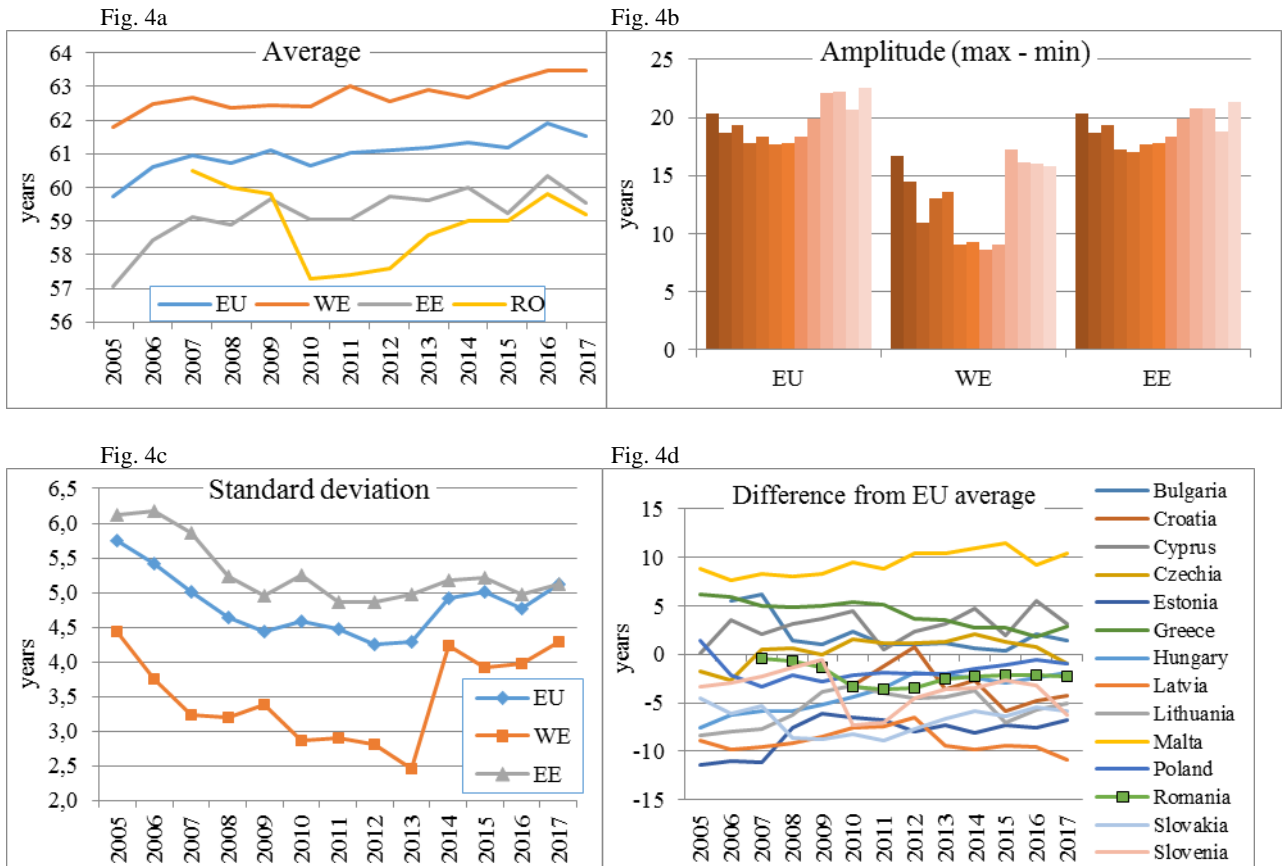 Fig. 4a
Average
64
63
62
61
60
59
58
57
56
years
EU WE EE RO
2005 2006 2007 2008 2009 2010 2011 2012 2013 2014 2015 2016 2017
Fig. 4b
Amplitude (max - min)
25
20
15
10
5
0
years
EU WE EE
Fig. 4c
Standard deviation
6,5
6,0
5,5
5,0
4,5
4,0
3,5
3,0
2,5
2,0
years
EU
WE
EE
2005 2006 2007 2008 2009 2010 2011 2012 2013 2014 2015 2016 2017
Fig. 4d
Difference from EU average
15
10
5
0
-5
-10
-15
2005 2006 2007 2008 2009 2010 2011 2012 2013 2014 2015 2016 2017
Bulgaria
Croatia
Cyprus
Czechia
Estonia
Greece
Hungary
Latvia
Lithuania
Malta
Poland
Romania
Slovakia
Slovenia